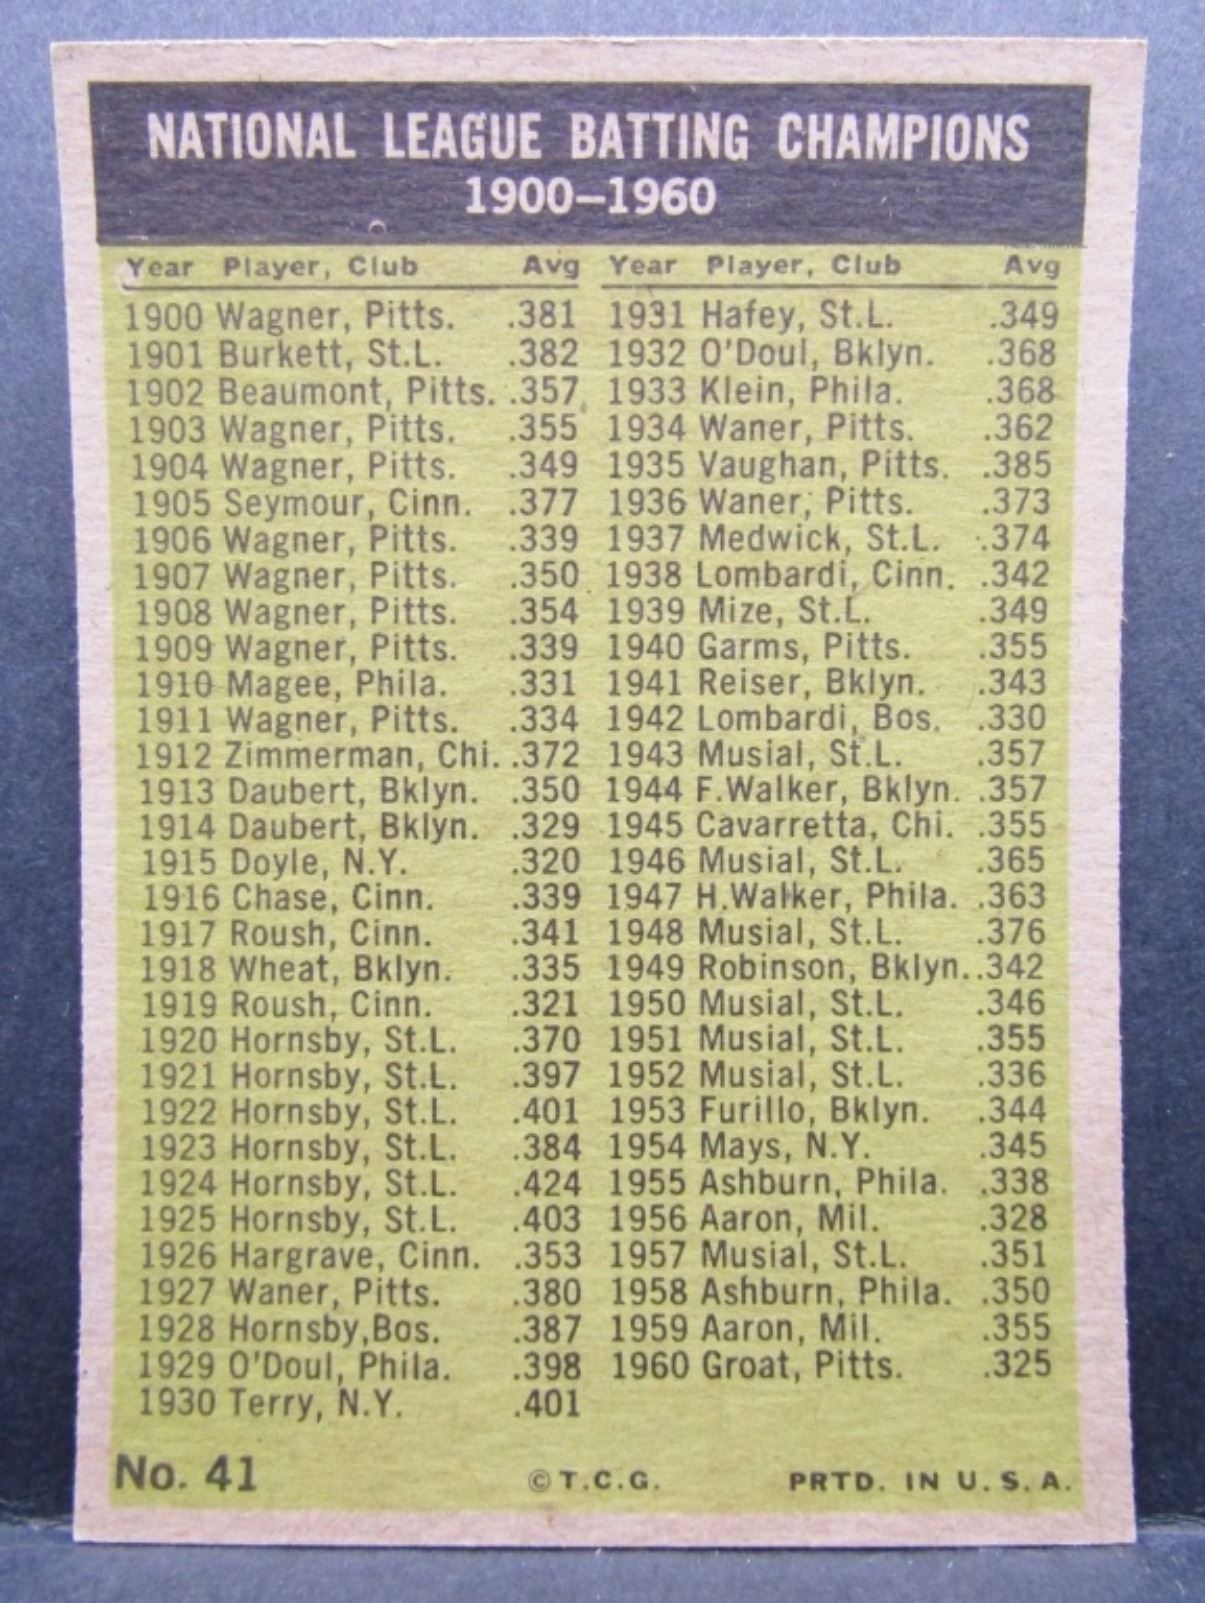 NATIONAL LEAGUE BATTING CHAMPIONS
1900–1960
Year Player, Club Avg
1900 Wagner, Pitts. .381
1901 Burkett, St.L. .382
1902 Beaumont, Pitts. .357
1903 Wagner, Pitts. .355
1904 Wagner, Pitts. .349
1905 Seymour, Cinn. .377
1906 Wagner, Pitts. .339
1907 Wagner, Pitts. .350
1908 Wagner, Pitts. .354
1909 Wagner, Pitts. .339
1910 Magee, Phila. .331
1911 Wagner, Pitts. .334
1912 Zimmerman, Chi. .372
1913 Daubert, Bklyn. .350
1914 Daubert, Bklyn. .329
1915 Doyle, N.Y. .320
1916 Chase, Cinn. .339
1917 Roush, Cinn. .341
1918 Wheat, Bklyn. .335
1919 Roush, Cinn. .321
1920 Hornsby, St.L. .370
1921 Hornsby, St.L. .397
1922 Hornsby, St.L. .401
1923 Hornsby, St.L. .384
1924 Hornsby, St.L. .424
1925 Hornsby, St.L. .403
1926 Hargrave, Cinn. .353
1927 Waner, Pitts. .380
1928 Hornsby,Bos. .387
1929 O'Doul, Phila. .398
1930 Terry, N.Y. .401
Year Player, Club Avg
1931 Hafey, St.L. .349
1932 O'Doul, Bklyn. .368
1933 Klein, Phila. .368
1934 Waner, Pitts. .362
1935 Vaughan, Pitts. .385
1936 Waner, Pitts. .373
1937 Medwick, St.L. .374
1938 Lombardi, Cinn. .342
1939 Mize, St.L. .349
1940 Garms, Pitts. .355
1941 Reiser, Bklyn. .343
1942 Lombardi, Bos. .330
1943 Musial, St.L. .357
1944 F.Walker, Bklyn. .357
1945 Cavarretta, Chi. .355
1946 Musial, St.L. .365
1947 H.Walker, Phila. .363
1948 Musial, St.L. .376
1949 Robinson, Bklyn. .342
1950 Musial, St.L. .346
1951 Musial, St.L. .355
1952 Musial, St.L. .336
1953 Furillo, Bklyn. .344
1954 Mays, N.Y. .345
1955 Ashburn, Phila. .338
1956 Aaron, Mil. .328
1957 Musial, St.L. .351
1958 Ashburn, Phila. .350
1959 Aaron, Mil. .355
1960 Groat, Pitts. .325
No. 41 ©T.C.G. PRTD. IN U.S.A.